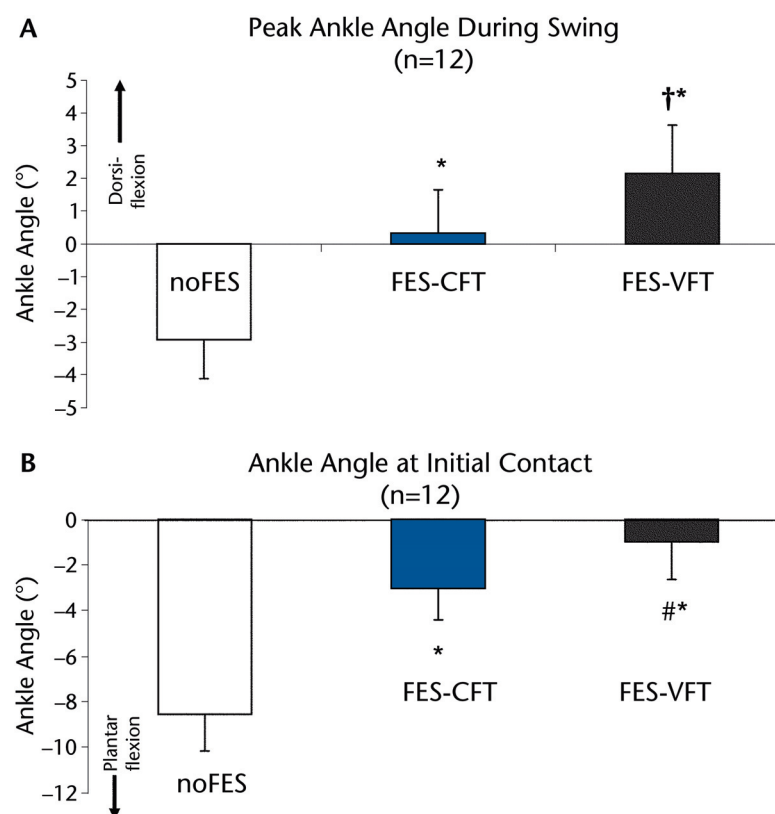 A
Peak Ankle Angle During Swing
(n=12)
Ankle Angle (°)
5
4
3
2
1
0
–1
–2
–3
–4
–5
Dorsi-
flexion
noFES
*
FES-CFT
†*
FES-VFT
B
Ankle Angle at Initial Contact
(n=12)
Ankle Angle (°)
0
–2
–4
–6
–8
–10
–12
Plantar
flexion
noFES
*
FES-CFT
#*
FES-VFT